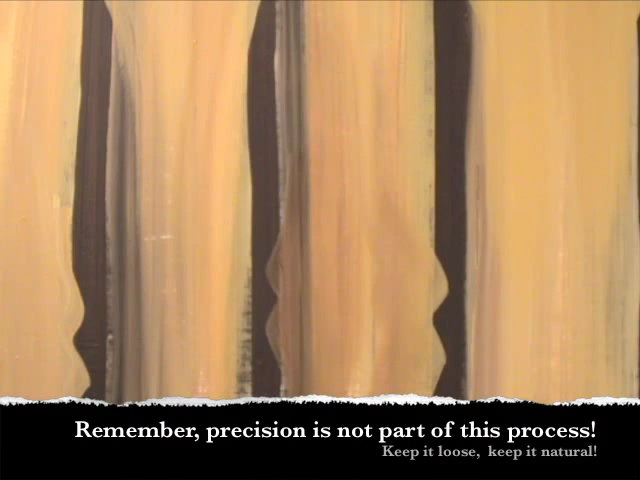 Remember, precision is not part of this process!
Keep it loose,  keep it natural!